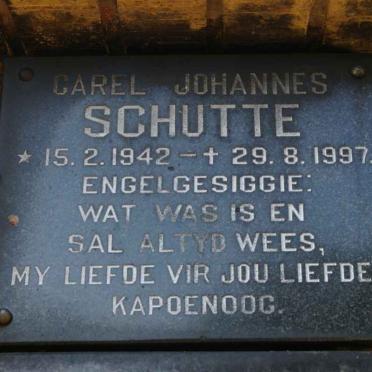 CAREL JOHANNES
SCHUTTE
★ 15.2.1942 – ✝ 29.8.1997.
ENGELGESIGGIE:
WAT WAS IS EN
SAL ALTYD WEES,
MY LIEFDE VIR JOU LIEFDE
KAPOENOOG.